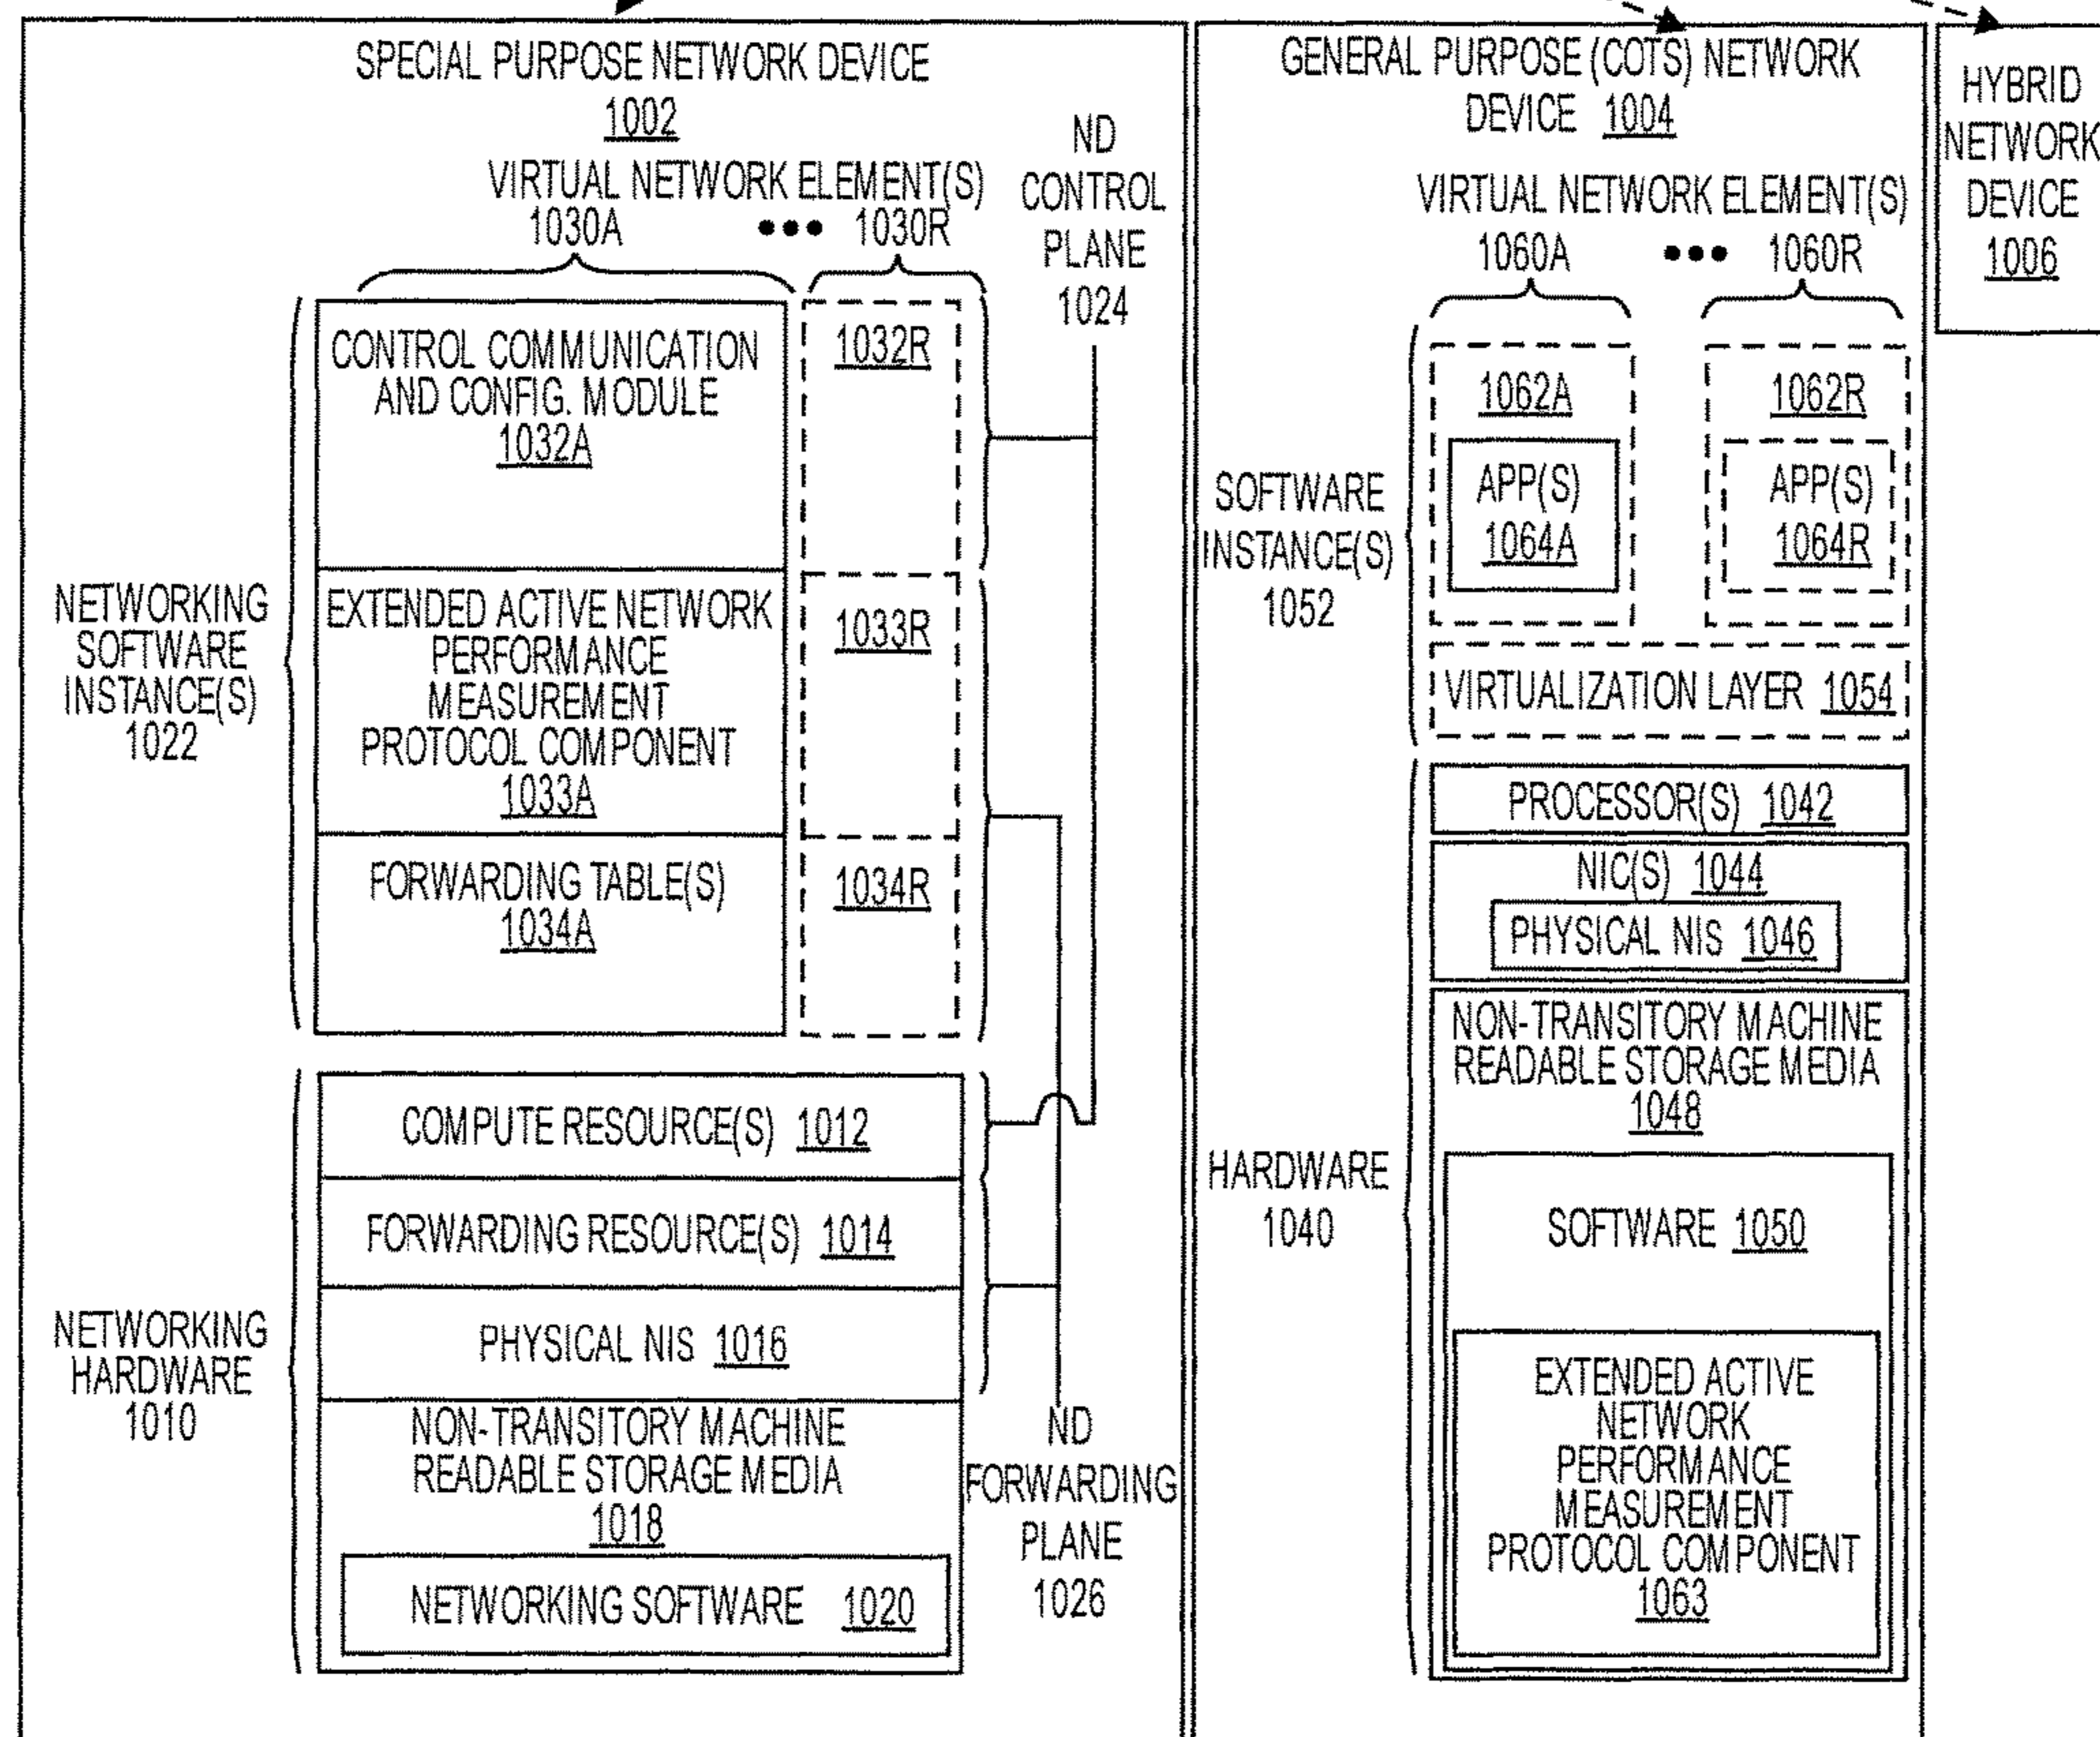 SPECIAL PURPOSE NETWORK DEVICE
1002
VIRTUAL NETWORK ELEMENT(S)
1030A ••• 1030R
ND
CONTROL
PLANE
1024
NETWORKING
SOFTWARE
INSTANCE(S)
1022
CONTROL COMMUNICATION
AND CONFIG. MODULE
1032A
1032R
EXTENDED ACTIVE NETWORK
PERFORMANCE
MEASUREMENT
PROTOCOL COMPONENT
1033A
1033R
FORWARDING TABLE(S)
1034A
1034R
NETWORKING
HARDWARE
1010
COMPUTE RESOURCE(S) 1012
FORWARDING RESOURCE(S) 1014
PHYSICAL NIS 1016
NON-TRANSITORY MACHINE
READABLE STORAGE MEDIA
1018
NETWORKING SOFTWARE 1020
ND
FORWARDING
PLANE
1026
GENERAL PURPOSE (COTS) NETWORK
DEVICE 1004
VIRTUAL NETWORK ELEMENT(S)
1060A ••• 1060R
SOFTWARE
INSTANCE(S)
1052
1062A
APP(S)
1064A
1062R
APP(S)
1064R
VIRTUALIZATION LAYER 1054
HARDWARE
1040
PROCESSOR(S) 1042
NIC(S) 1044
PHYSICAL NIS 1046
NON-TRANSITORY MACHINE
READABLE STORAGE MEDIA
1048
SOFTWARE 1050
EXTENDED ACTIVE
NETWORK
PERFORMANCE
MEASUREMENT
PROTOCOL COMPONENT
1063
HYBRID
NETWORK
DEVICE
1006